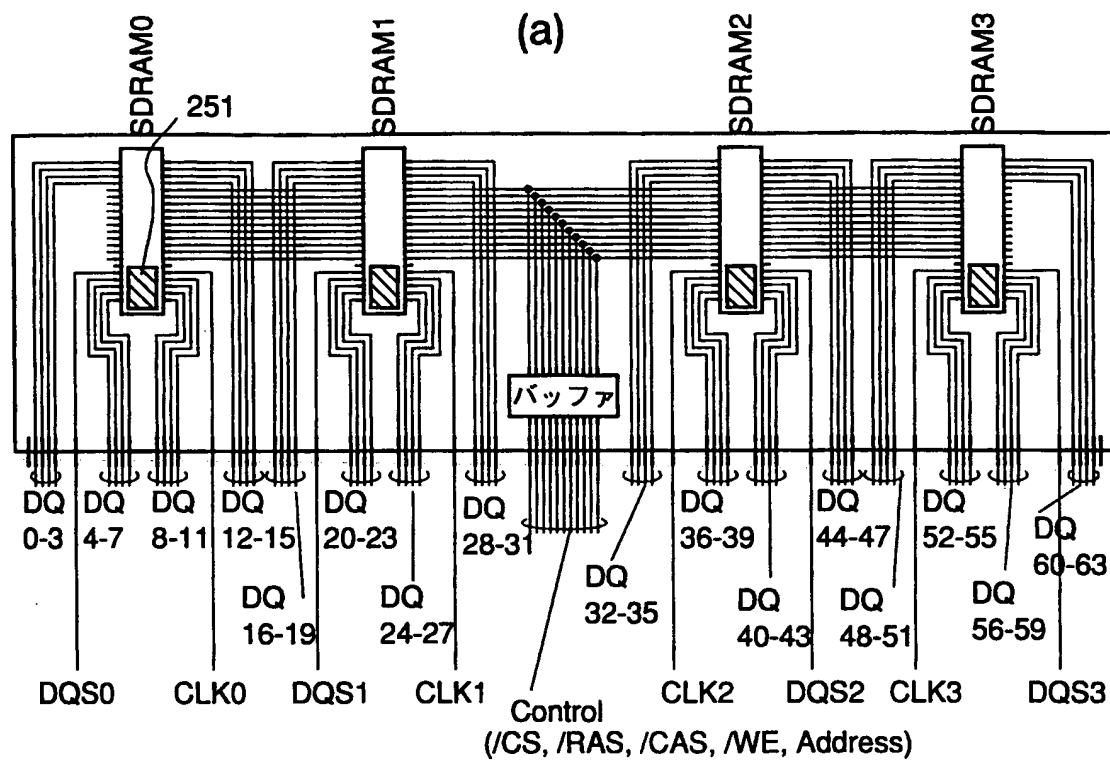 (a)
SDRAM0
SDRAM1
SDRAM2
SDRAM3
251
バッファ
DQ
0-3
DQ
4-7
DQ
8-11
DQ
12-15
DQ
16-19
DQ
20-23
DQ
24-27
DQ
28-31
DQ
32-35
DQ
36-39
DQ
40-43
DQ
44-47
DQ
48-51
DQ
52-55
DQ
56-59
DQ
60-63
DQS0
CLK0
DQS1
CLK1
CLK2
DQS2
CLK3
DQS3
Control
(/CS, /RAS, /CAS, /WE, Address)